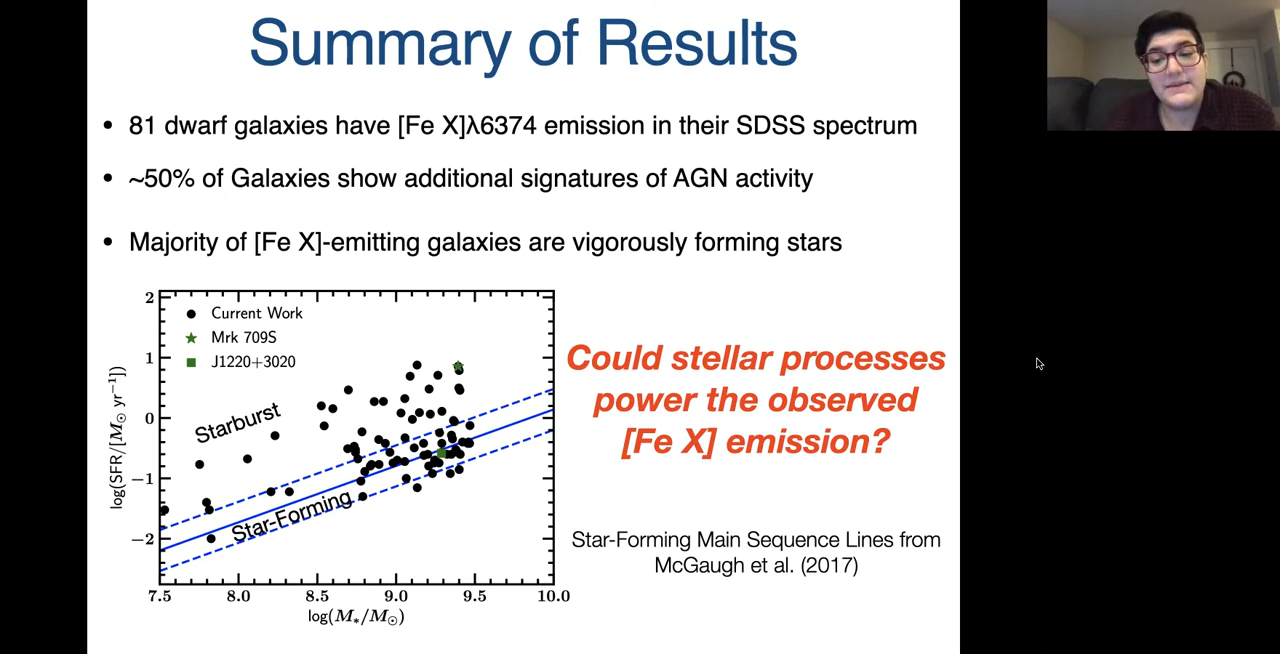 Summary of Results
• 81 dwarf galaxies have [Fe X]λ6374 emission in their SDSS spectrum
• ~50% of Galaxies show additional signatures of AGN activity
• Majority of [Fe X]-emitting galaxies are vigorously forming stars
Current Work
Mrk 709S
J1220+3020
Starburst
Star-Forming
log(SFR/[M⊙ yr⁻¹])
2
1
0
−1
−2
7.5 8.0 8.5 9.0 9.5 10.0
log(M*/M⊙)
Could stellar processes
power the observed
[Fe X] emission?
Star-Forming Main Sequence Lines from
McGaugh et al. (2017)